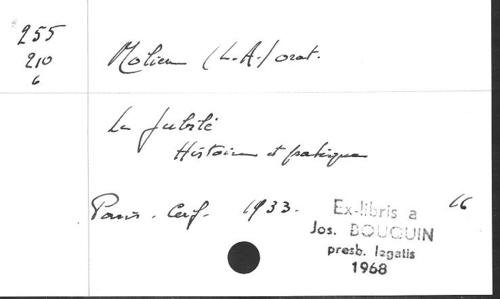 255
210
6
Molien (L.-A.) orat.
Le Jubilé
Histoire et pratique
Paris. Cerf. 1933. 16
Ex-libris a
Jos. BOUQUIN
presb. legatis
1968